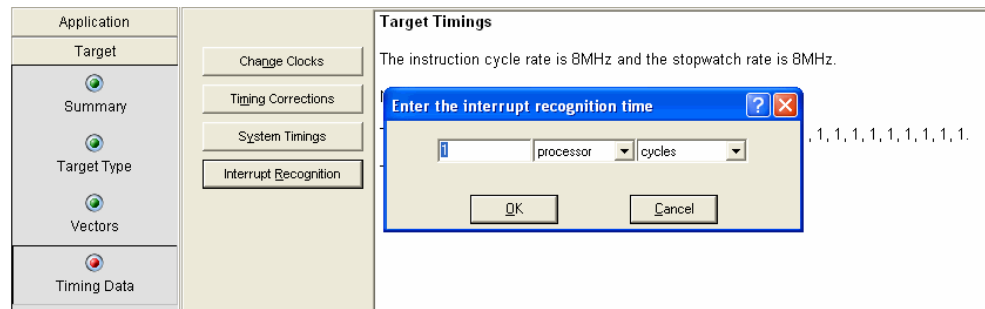 Application
Target
Summary
Target Type
Vectors
Timing Data
Change Clocks
Timing Corrections
System Timings
Interrupt Recognition
Target Timings
The instruction cycle rate is 8MHz and the stopwatch rate is 8MHz.
Enter the interrupt recognition time
1 processor cycles
OK Cancel
, 1, 1, 1, 1, 1, 1, 1, 1, 1.